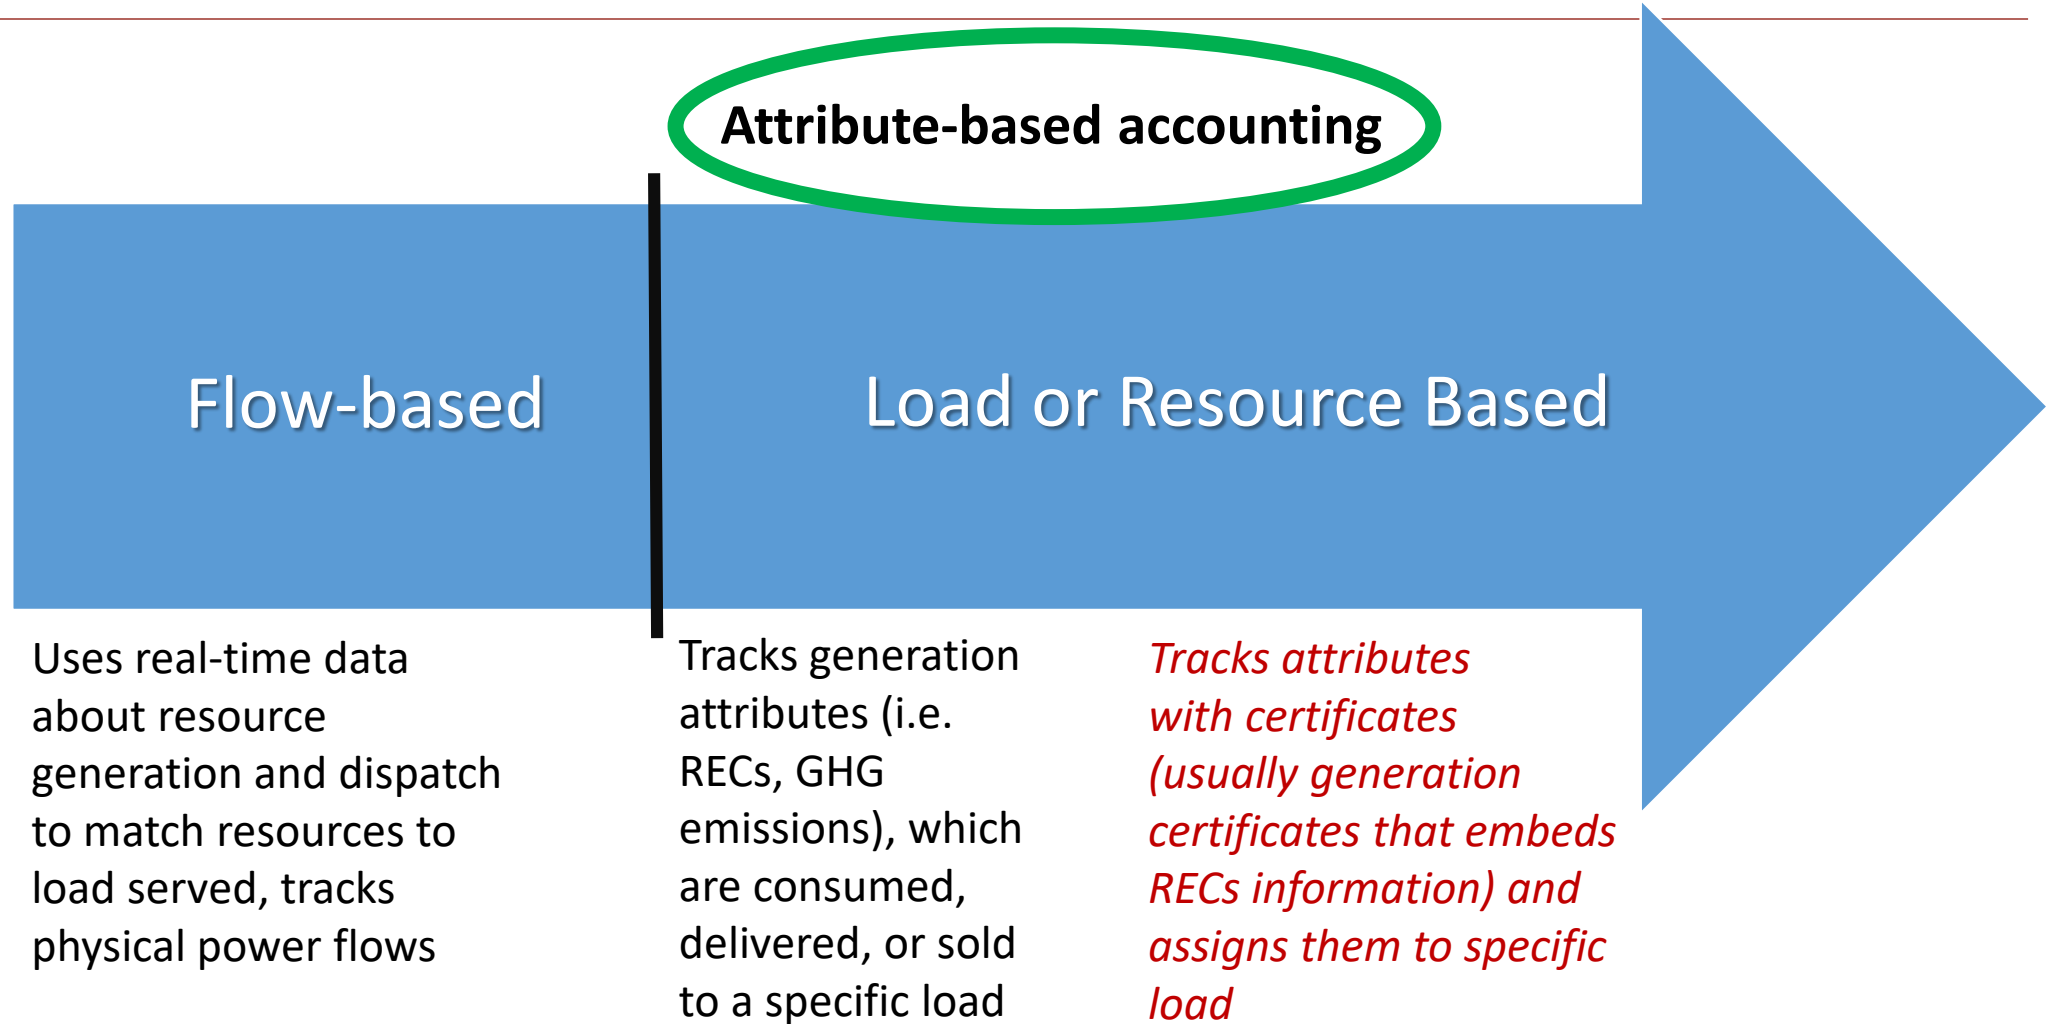 Attribute-based accounting
Flow-based
Load or Resource Based
Uses real-time data
about resource
generation and dispatch
to match resources to
load served, tracks
physical power flows
Tracks generation
attributes (i.e.
RECs, GHG
emissions), which
are consumed,
delivered, or sold
to a specific load
Tracks attributes
with certificates
(usually generation
certificates that embeds
RECs information) and
assigns them to specific
load